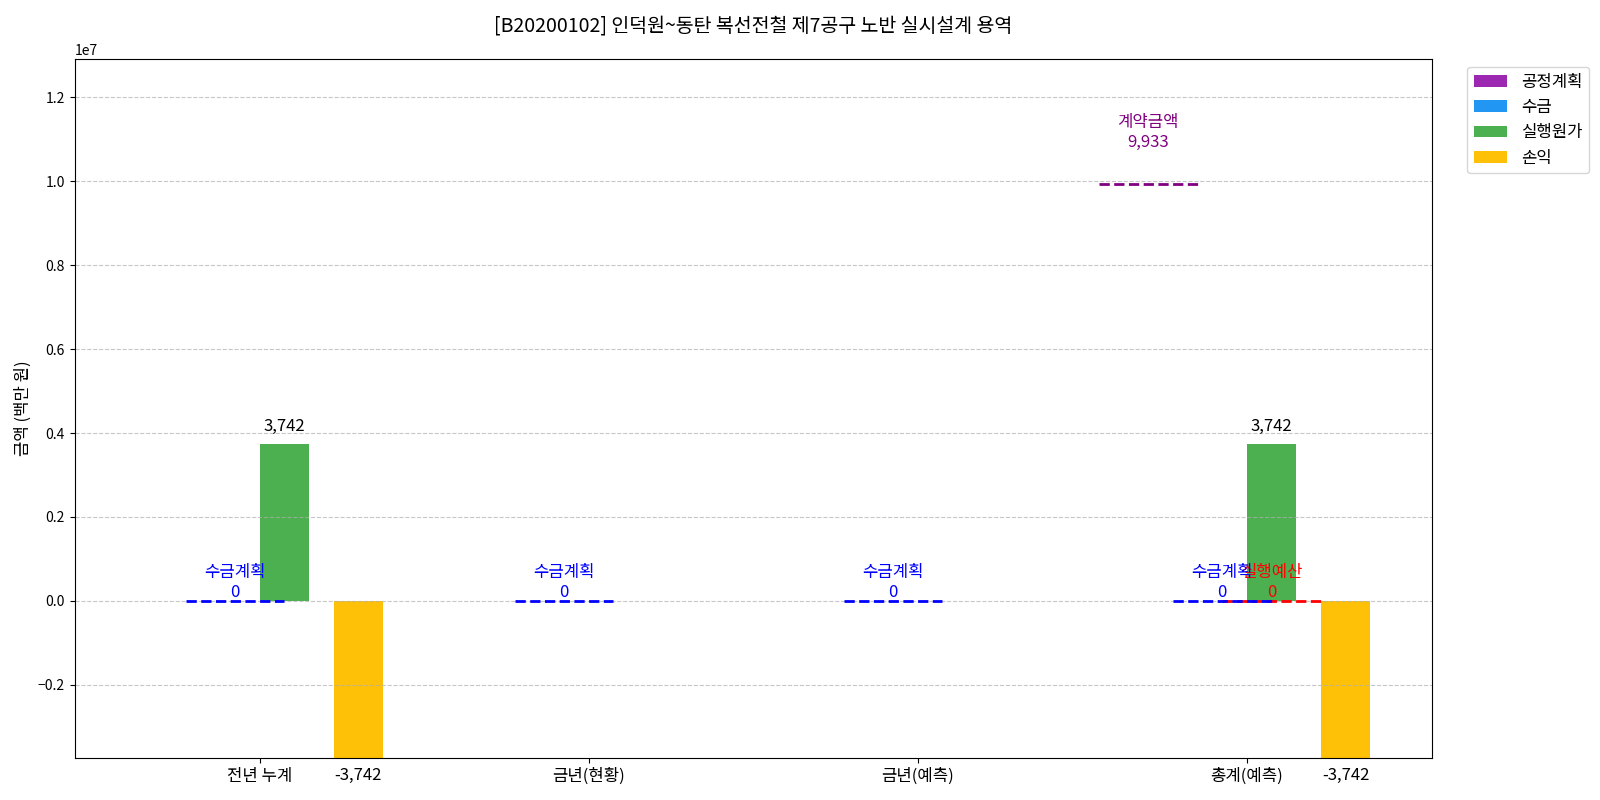 [B20200102] 인덕원~동탄 복선전철 제7공구 노반 실시설계 용역
1e7
1.2
1.0
0.8
0.6
0.4
0.2
0.0
−0.2
금액 (백만 원)
계약금액
9,933
3,742
3,742
수금계획
0
수금계획
0
수금계획
0
수금계획
0
실행예산
0
전년 누계
-3,742
금년(현황)
금년(예측)
총계(예측)
-3,742
공정계획
수금
실행원가
손익